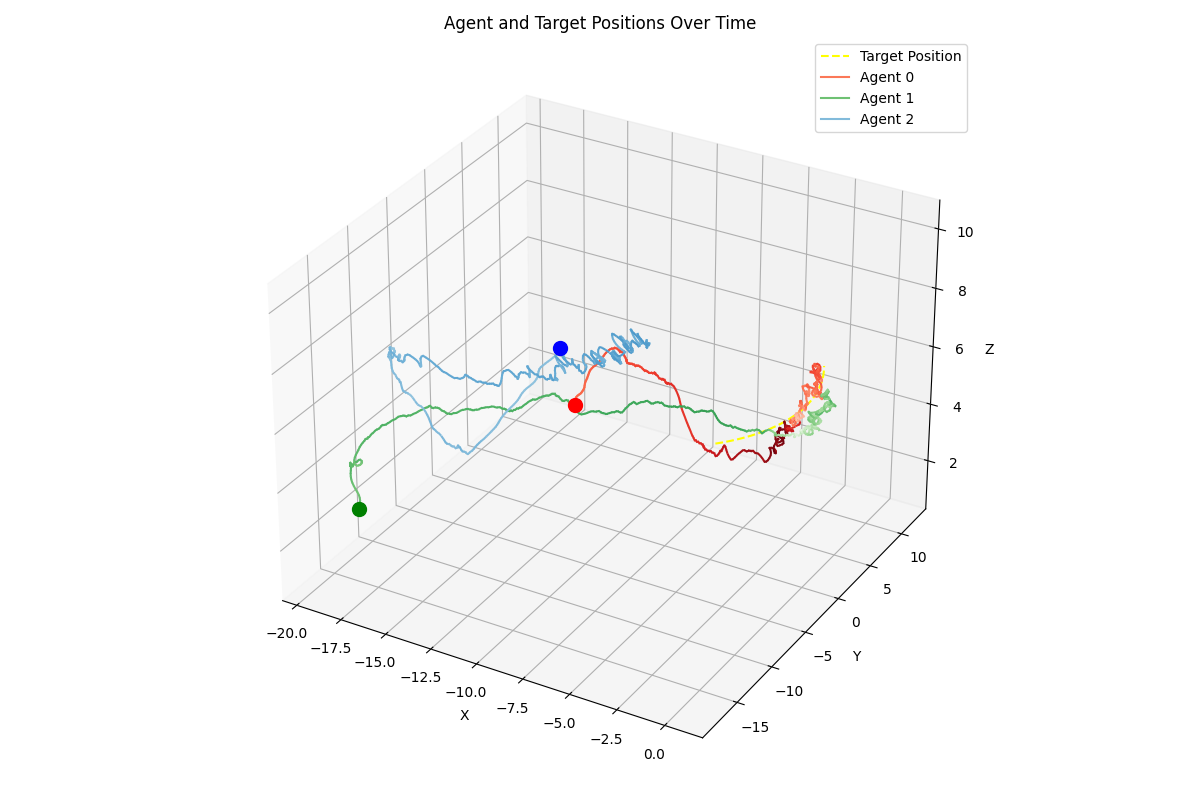 Agent and Target Positions Over Time
Target Position
Agent 0
Agent 1
Agent 2
10
8
6
4
2
Z
10
5
0
−5
−10
−15
Y
−20.0
−17.5
−15.0
−12.5
−10.0
−7.5
−5.0
−2.5
0.0
X